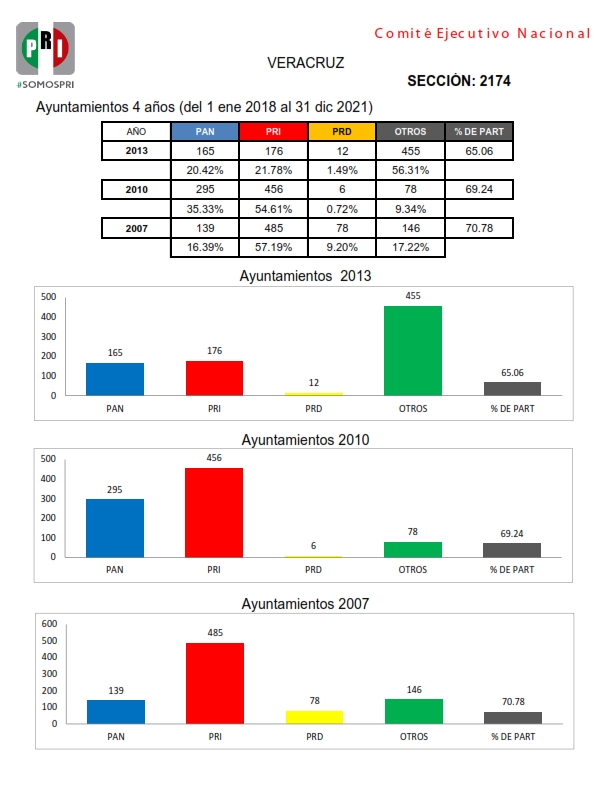 Comité Ejecutivo Nacional
PRI
#SOMOSPRI
VERACRUZ
SECCIÓN: 2174
Ayuntamientos 4 años (del 1 ene 2018 al 31 dic 2021)
AÑO PAN PRI PRD OTROS % DE PART
2013 165 176 12 455 65.06
20.42% 21.78% 1.49% 56.31%
2010 295 456 6 78 69.24
35.33% 54.61% 0.72% 9.34%
2007 139 485 78 146 70.78
16.39% 57.19% 9.20% 17.22%
Ayuntamientos 2013
500
400
300
200
100
0
165 176 12 455 65.06
PAN PRI PRD OTROS % DE PART
Ayuntamientos 2010
500
400
300
200
100
0
295 456 6 78 69.24
PAN PRI PRD OTROS % DE PART
Ayuntamientos 2007
600
500
400
300
200
100
0
139 485 78 146 70.78
PAN PRI PRD OTROS % DE PART